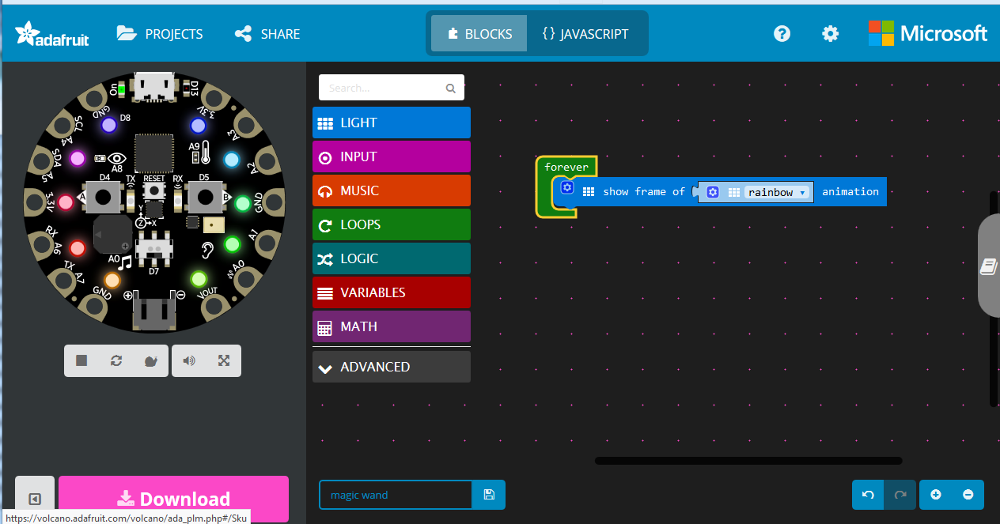 adafruit PROJECTS SHARE BLOCKS {} JAVASCRIPT ? Microsoft
On D13
GND 3.3V
D8
SCL A4 A3
SDA A5 A8 A9 A2
D4 TX RESET RX D5
A B
3.3V Y GND
Z X
RX A6 A1
A0
TX A7 D7 A0
GND VOUT
Search...
LIGHT
INPUT
MUSIC
LOOPS
LOGIC
VARIABLES
MATH
ADVANCED
forever
show frame of rainbow animation
magic wand
Download
https://volcano.adafruit.com/volcano/ada_plm.php#/Sku